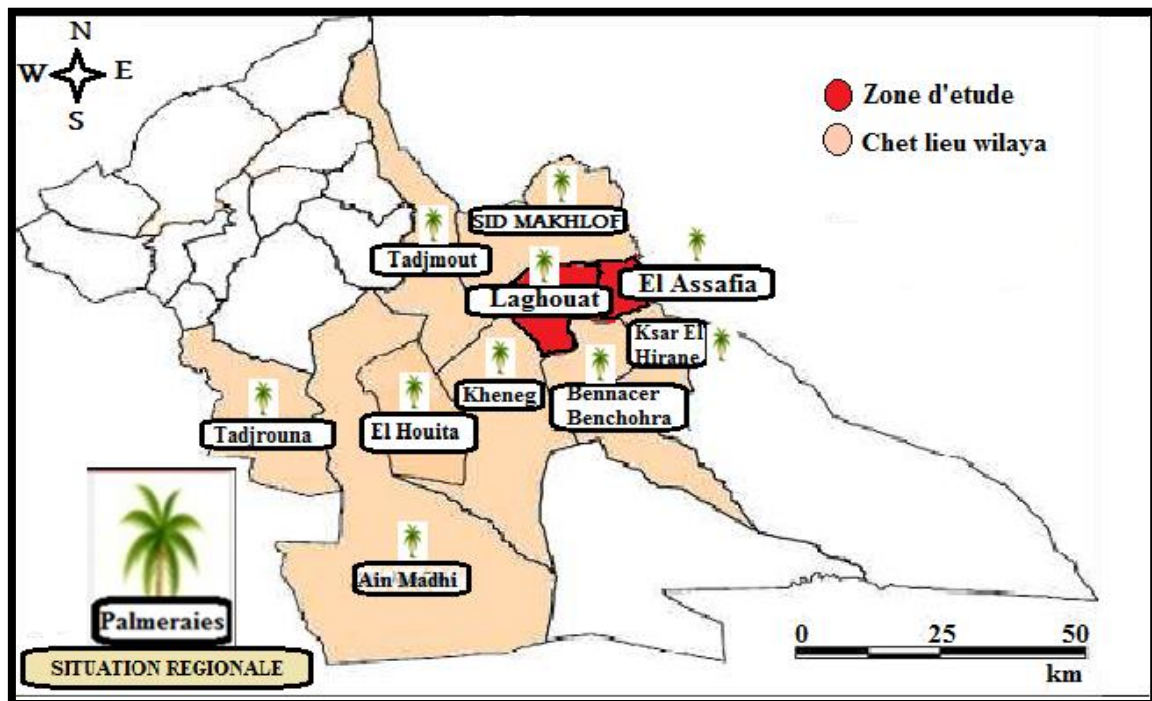 N
W E
S
Zone d'etude
Chet lieu wilaya
SID MAKHLOF
Tadjmout
El Assafia
Laghouat
Ksar El
Hirane
Kheneg
Bennacer
Benchohra
Tadjrouna
El Houita
Ain Madhi
Palmeraies
SITUATION REGIONALE
0 25 50
km